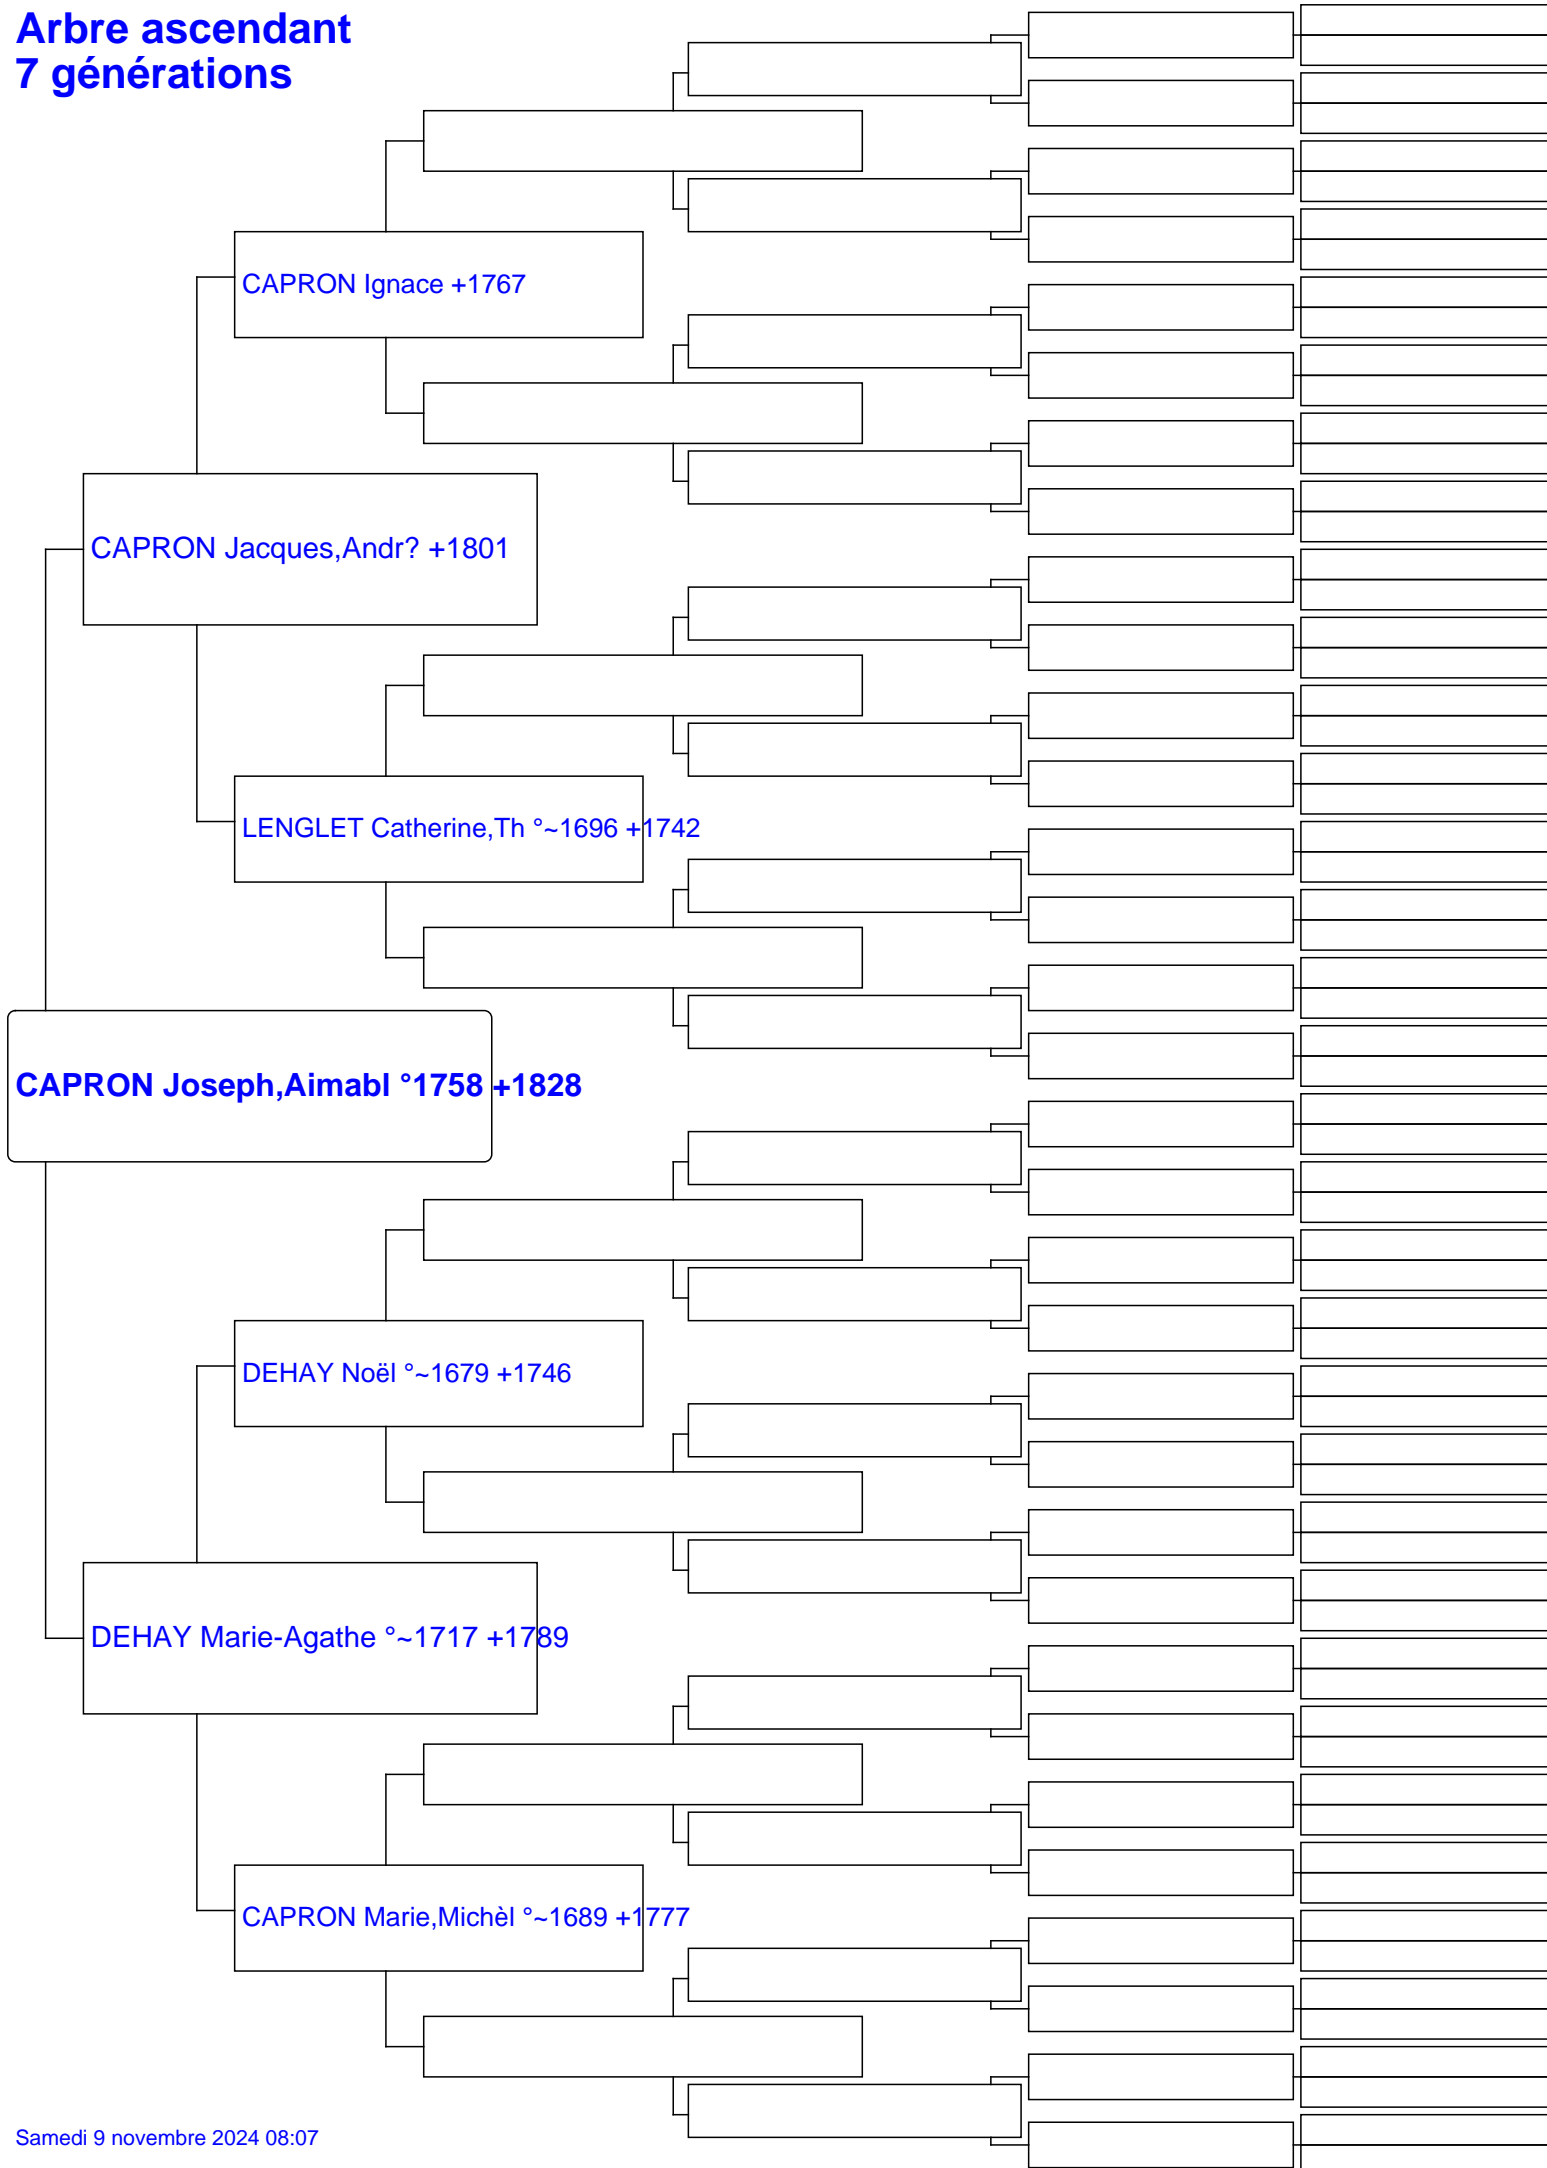 Arbre ascendant
7 générations
CAPRON Ignace +1767
CAPRON Jacques,Andr? +1801
LENGLET Catherine,Th °~1696 +1742
CAPRON Joseph,Aimabl °1758 +1828
DEHAY Noël °~1679 +1746
DEHAY Marie-Agathe °~1717 +1789
CAPRON Marie,Michèl °~1689 +1777
Samedi 9 novembre 2024 08:07